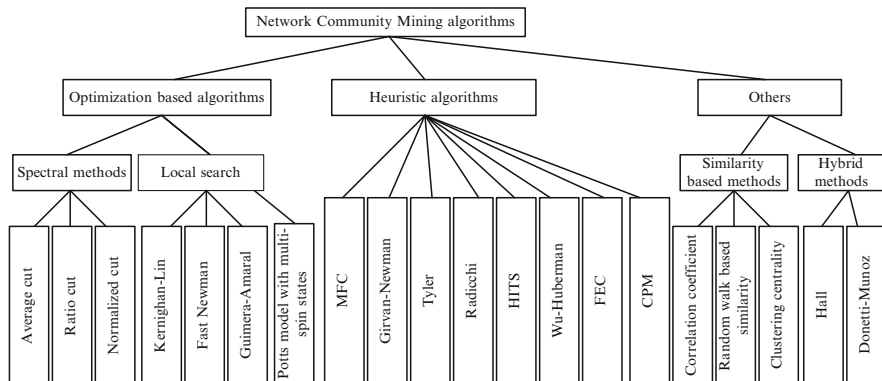 Network Community Mining algorithms
Optimization based algorithms
Heuristic algorithms
Others
Spectral methods
Local search
Similarity
based methods
Hybrid
methods
Average cut
Ratio cut
Normalized cut
Kernighan-Lin
Fast Newman
Guimera-Amaral
Potts model with multi-
spin states
MFC
Girvan-Newman
Tyler
Radicchi
HITS
Wu-Huberman
FEC
CPM
Correlation coefficient
Random walk based
similarity
Clustering centrality
Hall
Donetti-Munoz